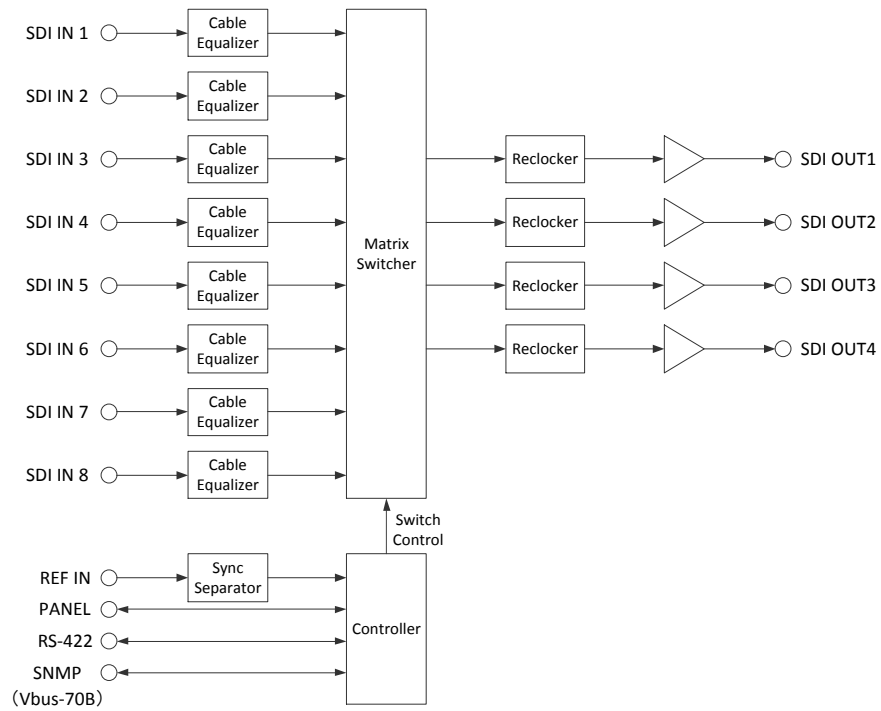 SDI IN 1
Cable
Equalizer
SDI IN 2
Cable
Equalizer
SDI IN 3
Cable
Equalizer
Reclocker
SDI OUT1
SDI IN 4
Cable
Equalizer
Reclocker
SDI OUT2
Matrix
Switcher
SDI IN 5
Cable
Equalizer
Reclocker
SDI OUT3
SDI IN 6
Cable
Equalizer
Reclocker
SDI OUT4
SDI IN 7
Cable
Equalizer
SDI IN 8
Cable
Equalizer
Switch
Control
REF IN
Sync
Separator
PANEL
Controller
RS-422
SNMP
（Vbus-70B）